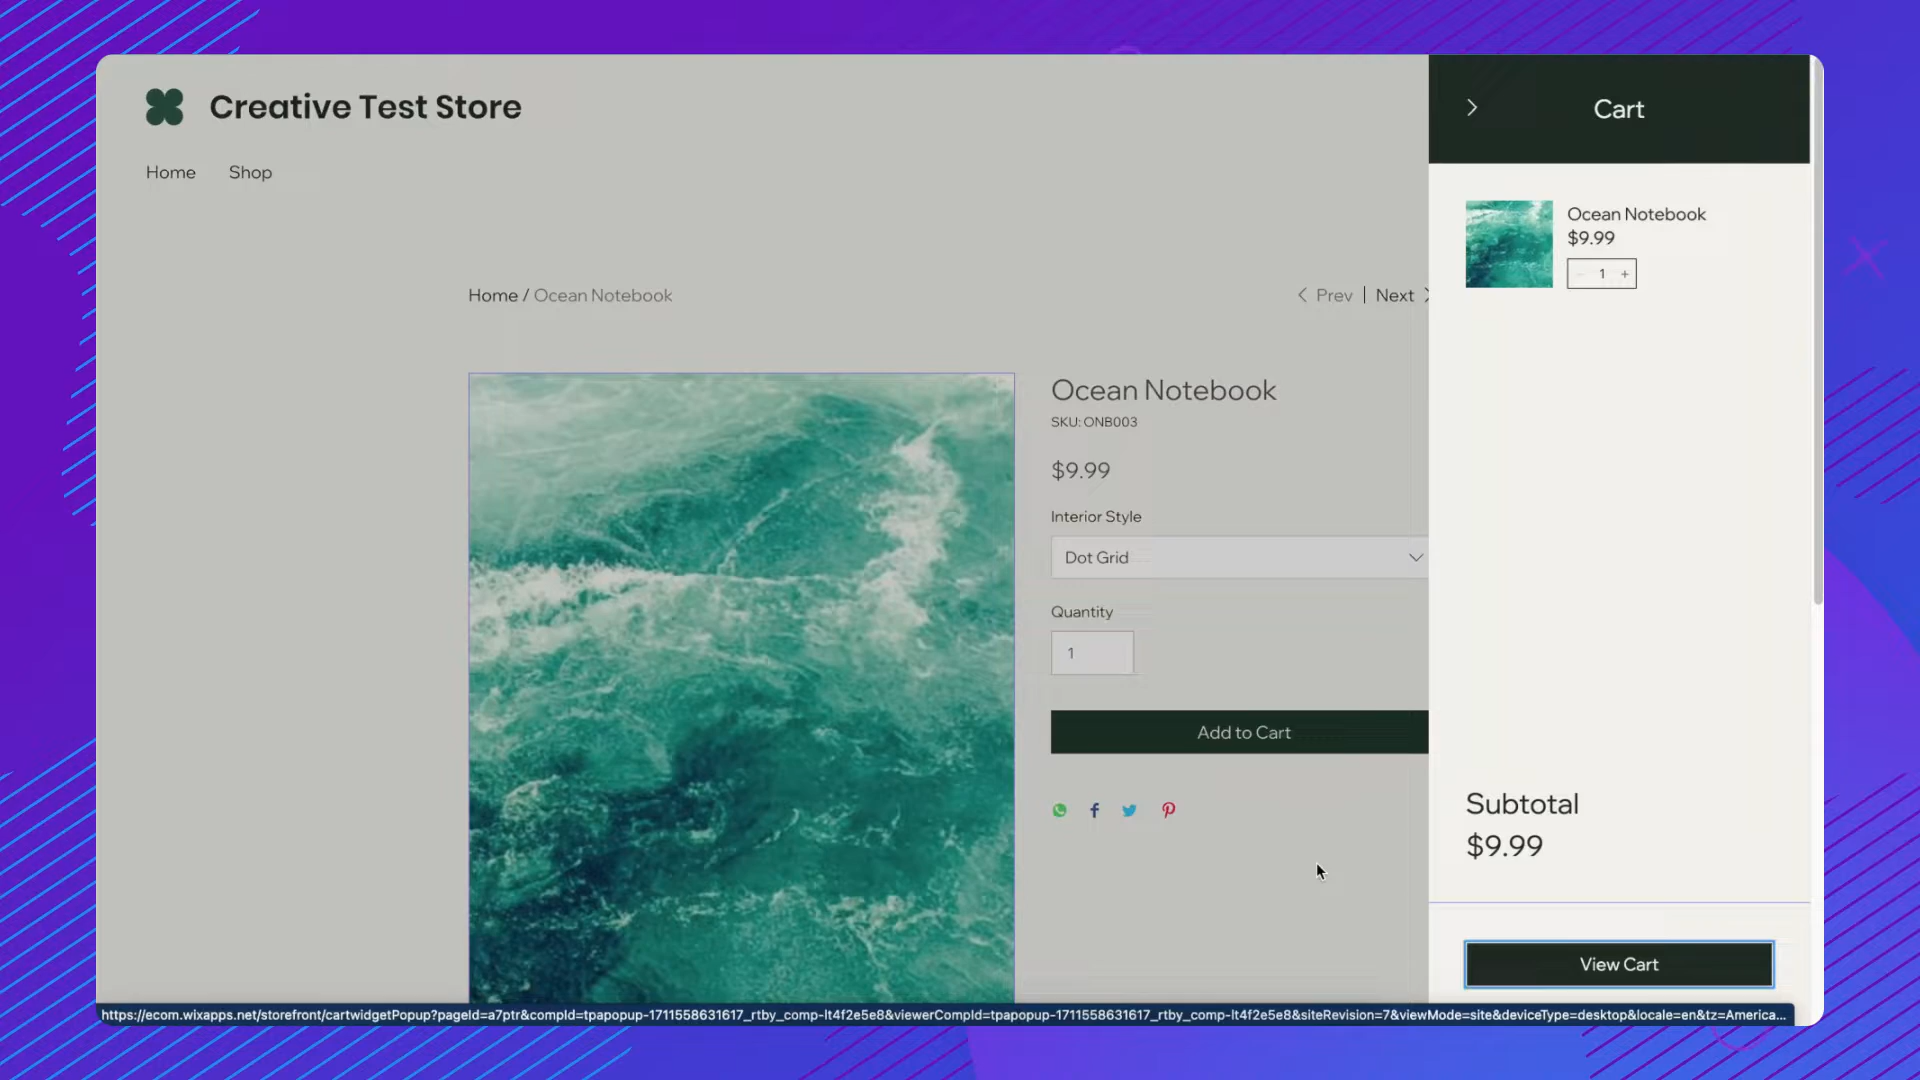 Creative Test Store
Home Shop
Home / Ocean Notebook
Prev | Next
Ocean Notebook
SKU: ONB003
$9.99
Interior Style
Dot Grid
Quantity
1
Add to Cart
Cart
Ocean Notebook
$9.99
- 1 +
Subtotal
$9.99
View Cart
https://ecom.wixapps.net/storefront/cartwidgetPopup?pageId=a7ptr&compId=tpapopup-1711558631617_rtby_comp-lt4f2e5e8&viewerCompId=tpapopup-1711558631617_rtby_comp-lt4f2e5e8&siteRevision=7&viewMode=site&deviceType=desktop&locale=en&tz=America...